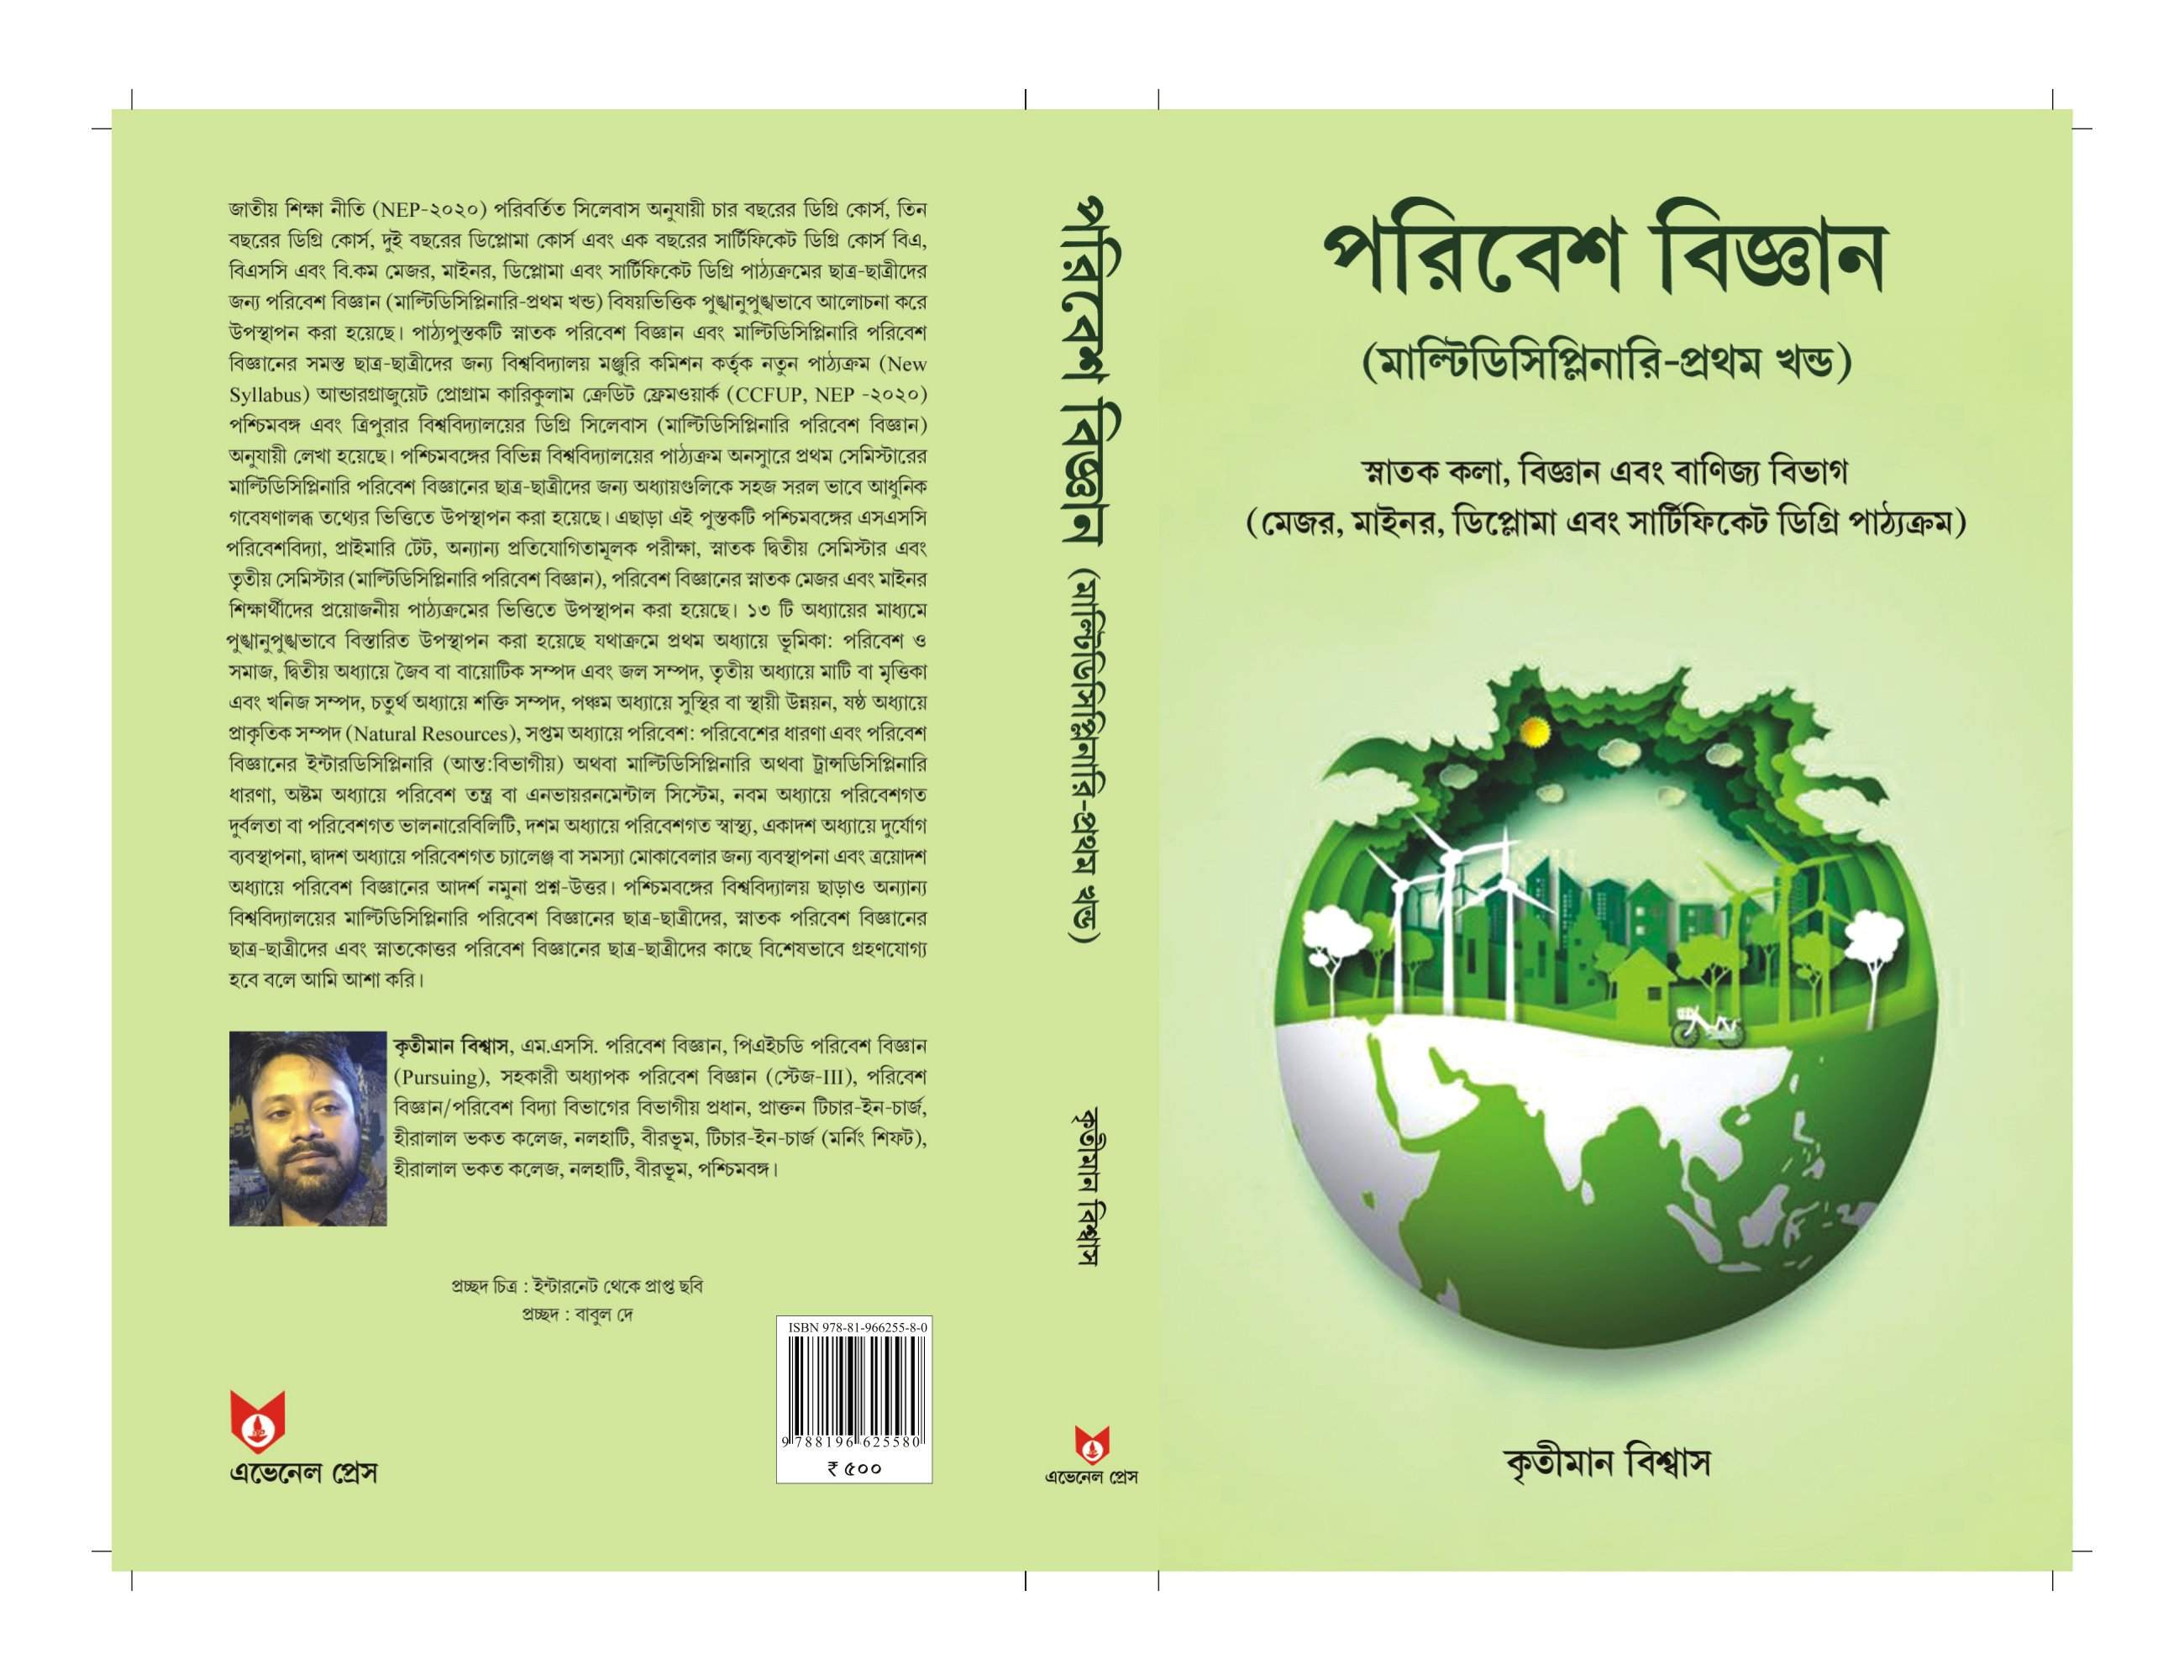 জাতীয় শিক্ষা নীতি (NEP-২০২০) পরিবর্তিত সিলেবাস অনুযায়ী চার বছরের ডিগ্রি কোর্স, তিন
বছরের ডিগ্রি কোর্স, দুই বছরের ডিপ্লোমা কোর্স এবং এক বছরের সার্টিফিকেট ডিগ্রি কোর্স বিএ,
বিএসসি এবং বি.কম মেজর, মাইনর, ডিপ্লোমা এবং সার্টিফিকেট ডিগ্রি পাঠ্যক্রমের ছাত্র-ছাত্রীদের
জন্য পরিবেশ বিজ্ঞান (মাল্টিডিসিপ্লিনারি-প্রথম খন্ড) বিষয়ভিত্তিক পুঙ্খানুপুঙ্খভাবে আলোচনা করে
উপস্থাপন করা হয়েছে। পাঠ্যপুস্তকটি স্নাতক পরিবেশ বিজ্ঞান এবং মাল্টিডিসিপ্লিনারি পরিবেশ
বিজ্ঞানের সমস্ত ছাত্র-ছাত্রীদের জন্য বিশ্ববিদ্যালয় মঞ্জুরি কমিশন কর্তৃক নতুন পাঠ্যক্রম (New
Syllabus) আন্ডারগ্রাজুয়েট প্রোগ্রাম কারিকুলাম ক্রেডিট ফ্রেমওয়ার্ক (CCFUP, NEP -২০২০)
পশ্চিমবঙ্গ এবং ত্রিপুরার বিশ্ববিদ্যালয়ের ডিগ্রি সিলেবাস (মাল্টিডিসিপ্লিনারি পরিবেশ বিজ্ঞান)
অনুযায়ী লেখা হয়েছে। পশ্চিমবঙ্গের বিভিন্ন বিশ্ববিদ্যালয়ের পাঠ্যক্রম অনসুারে প্রথম সেমিস্টারের
মাল্টিডিসিপ্লিনারি পরিবেশ বিজ্ঞানের ছাত্র-ছাত্রীদের জন্য অধ্যায়গুলিকে সহজ সরল ভাবে আধুনিক
গবেষণালব্ধ তথ্যের ভিত্তিতে উপস্থাপন করা হয়েছে। এছাড়া এই পুস্তকটি পশ্চিমবঙ্গের এসএসসি
পরিবেশবিদ্যা, প্রাইমারি টেট, অন্যান্য প্রতিযোগিতামূলক পরীক্ষা, স্নাতক দ্বিতীয় সেমিস্টার এবং
তৃতীয় সেমিস্টার (মাল্টিডিসিপ্লিনারি পরিবেশ বিজ্ঞান), পরিবেশ বিজ্ঞানের স্নাতক মেজর এবং মাইনর
শিক্ষার্থীদের প্রয়োজনীয় পাঠ্যক্রমের ভিত্তিতে উপস্থাপন করা হয়েছে। ১৩ টি অধ্যায়ের মাধ্যমে
পুঙ্খানুপুঙ্খভাবে বিস্তারিত উপস্থাপন করা হয়েছে যথাক্রমে প্রথম অধ্যায়ে ভূমিকা: পরিবেশ ও
সমাজ, দ্বিতীয় অধ্যায়ে জৈব বা বায়োটিক সম্পদ এবং জল সম্পদ, তৃতীয় অধ্যায়ে মাটি বা মৃত্তিকা
এবং খনিজ সম্পদ, চতুর্থ অধ্যায়ে শক্তি সম্পদ, পঞ্চম অধ্যায়ে সুস্থির বা স্থায়ী উন্নয়ন, ষষ্ঠ অধ্যায়ে
প্রাকৃতিক সম্পদ (Natural Resources), সপ্তম অধ্যায়ে পরিবেশ: পরিবেশের ধারণা এবং পরিবেশ
বিজ্ঞানের ইন্টারডিসিপ্লিনারি (আন্ত:বিভাগীয়) অথবা মাল্টিডিসিপ্লিনারি অথবা ট্রান্সডিসিপ্লিনারি
ধারণা, অষ্টম অধ্যায়ে পরিবেশ তন্ত্র বা এনভায়রনমেন্টাল সিস্টেম, নবম অধ্যায়ে পরিবেশগত
দুর্বলতা বা পরিবেশগত ভালনারেবিলিটি, দশম অধ্যায়ে পরিবেশগত স্বাস্থ্য, একাদশ অধ্যায়ে দুর্যোগ
ব্যবস্থাপনা, দ্বাদশ অধ্যায়ে পরিবেশগত চ্যালেঞ্জ বা সমস্যা মোকাবেলার জন্য ব্যবস্থাপনা এবং ত্রয়োদশ
অধ্যায়ে পরিবেশ বিজ্ঞানের আদর্শ নমুনা প্রশ্ন-উত্তর। পশ্চিমবঙ্গের বিশ্ববিদ্যালয় ছাড়াও অন্যান্য
বিশ্ববিদ্যালয়ের মাল্টিডিসিপ্লিনারি পরিবেশ বিজ্ঞানের ছাত্র-ছাত্রীদের, স্নাতক পরিবেশ বিজ্ঞানের
ছাত্র-ছাত্রীদের এবং স্নাতকোত্তর পরিবেশ বিজ্ঞানের ছাত্র-ছাত্রীদের কাছে বিশেষভাবে গ্রহণযোগ্য
হবে বলে আমি আশা করি।
কৃতীমান বিশ্বাস, এম.এসসি. পরিবেশ বিজ্ঞান, পিএইচডি পরিবেশ বিজ্ঞান
(Pursuing), সহকারী অধ্যাপক পরিবেশ বিজ্ঞান (স্টেজ-III), পরিবেশ
বিজ্ঞান/পরিবেশ বিদ্যা বিভাগের বিভাগীয় প্রধান, প্রাক্তন টিচার-ইন-চার্জ,
হীরালাল ভকত কলেজ, নলহাটি, বীরভূম, টিচার-ইন-চার্জ (মর্নিং শিফট),
হীরালাল ভকত কলেজ, নলহাটি, বীরভূম, পশ্চিমবঙ্গ।
প্রচ্ছদ চিত্র : ইন্টারনেট থেকে প্রাপ্ত ছবি
প্রচ্ছদ : বাবুল দে
ISBN 978-81-966255-8-0
9 788196 625580
₹ ৫০০
এভেনেল প্রেস
পরিবেশ বিজ্ঞান (মাল্টিডিসিপ্লিনারি-প্রথম খন্ড)
কৃতীমান বিশ্বাস
এভেনেল প্রেস
পরিবেশ বিজ্ঞান
(মাল্টিডিসিপ্লিনারি-প্রথম খন্ড)
স্নাতক কলা, বিজ্ঞান এবং বাণিজ্য বিভাগ
(মেজর, মাইনর, ডিপ্লোমা এবং সার্টিফিকেট ডিগ্রি পাঠ্যক্রম)
কৃতীমান বিশ্বাস